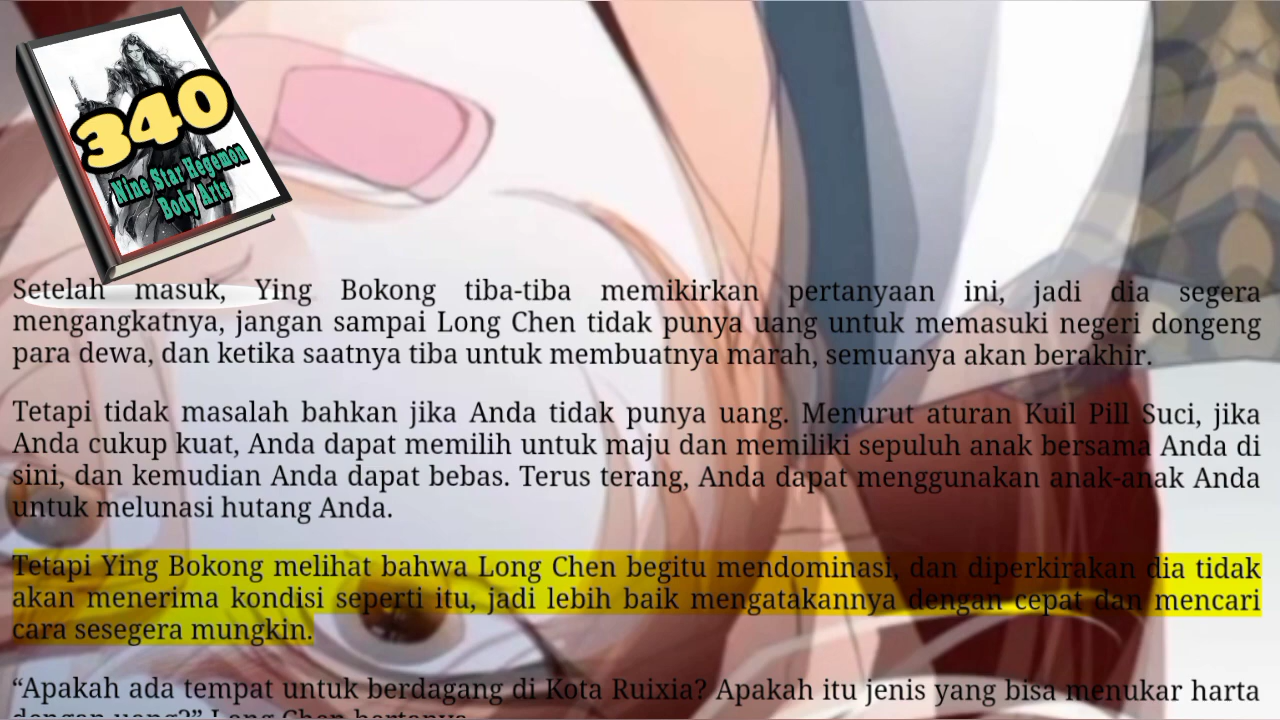 340
Nine Star Hegemon
Body Arts
Setelah masuk, Ying Bokong tiba-tiba memikirkan pertanyaan ini, jadi dia segera
mengangkatnya, jangan sampai Long Chen tidak punya uang untuk memasuki negeri dongeng
para dewa, dan ketika saatnya tiba untuk membuatnya marah, semuanya akan berakhir.
Tetapi tidak masalah bahkan jika Anda tidak punya uang. Menurut aturan Kuil Pill Suci, jika
Anda cukup kuat, Anda dapat memilih untuk maju dan memiliki sepuluh anak bersama Anda di
sini, dan kemudian Anda dapat bebas. Terus terang, Anda dapat menggunakan anak-anak Anda
untuk melunasi hutang Anda.
Tetapi Ying Bokong melihat bahwa Long Chen begitu mendominasi, dan diperkirakan dia tidak
akan menerima kondisi seperti itu, jadi lebih baik mengatakannya dengan cepat dan mencari
cara sesegera mungkin.
“Apakah ada tempat untuk berdagang di Kota Ruixia? Apakah itu jenis yang bisa menukar harta
dengan uang?” Long Chen bertanya.